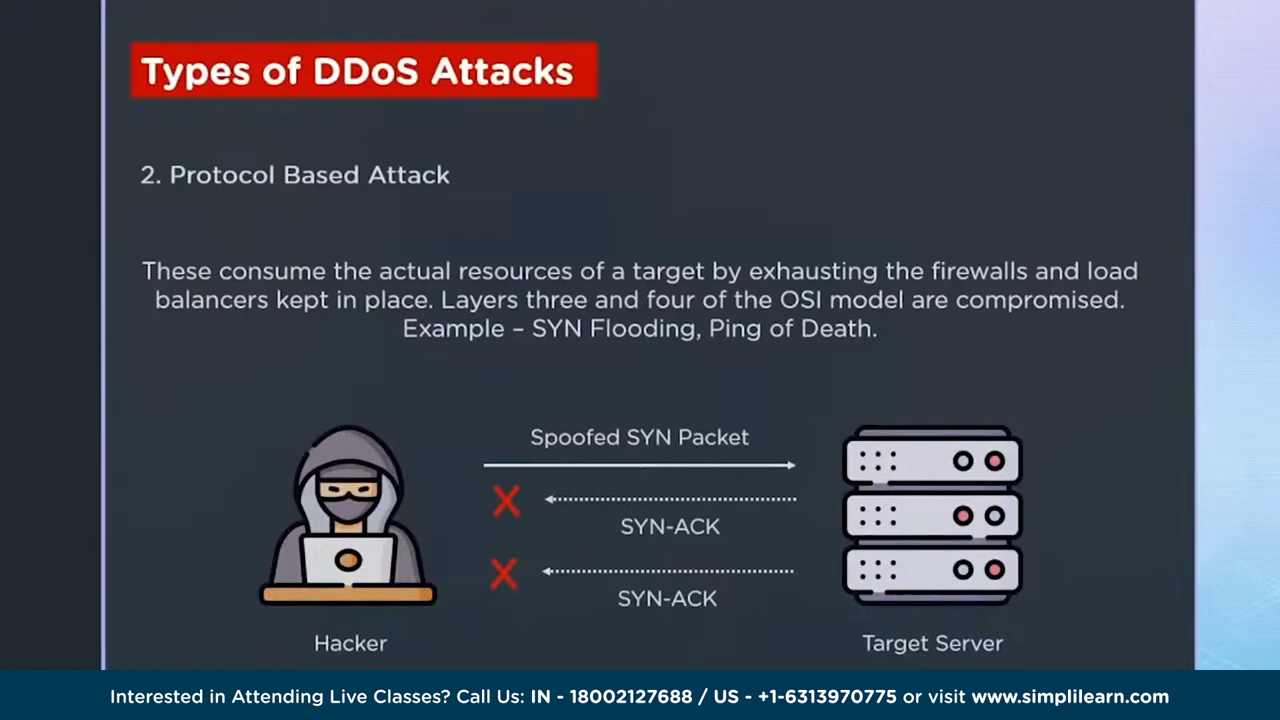 Types of DDoS Attacks
2. Protocol Based Attack
These consume the actual resources of a target by exhausting the firewalls and load
balancers kept in place. Layers three and four of the OSI model are compromised.
Example – SYN Flooding, Ping of Death.
Spoofed SYN Packet
SYN-ACK
SYN-ACK
Hacker
Target Server
Interested in Attending Live Classes? Call Us: IN - 18002127688 / US - +1-6313970775 or visit www.simplilearn.com